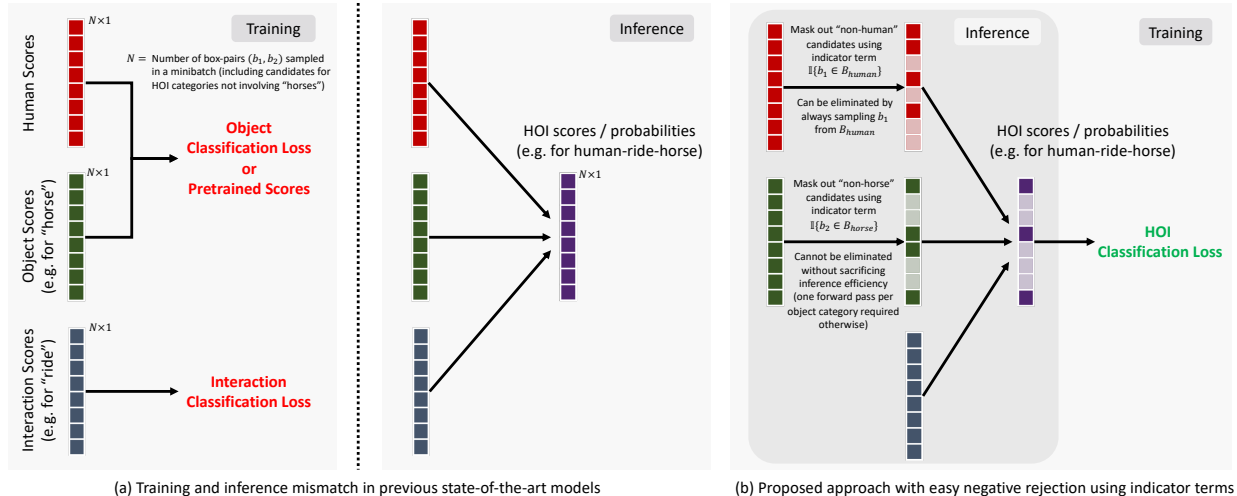 Training
N×1
Human Scores
N = Number of box-pairs (b₁, b₂) sampled
in a minibatch (including candidates for
HOI categories not involving “horses”)
Object
Classification Loss
or
Pretrained Scores
N×1
Object Scores
(e.g. for “horse”)
N×1
Interaction Scores
(e.g. for “ride”)
Interaction
Classification Loss
Inference
HOI scores / probabilities
(e.g. for human-ride-horse)
N×1
(a) Training and inference mismatch in previous state-of-the-art models
Training
Inference
Mask out “non-human”
candidates using
indicator term
𝕀{b₁ ∈ B_human}
Can be eliminated by
always sampling b₁
from B_human
HOI scores / probabilities
(e.g. for human-ride-horse)
Mask out “non-horse”
candidates using
indicator term
𝕀{b₂ ∈ B_horse}
Cannot be eliminated
without sacrificing
inference efficiency
(one forward pass per
object category required
otherwise)
HOI
Classification Loss
(b) Proposed approach with easy negative rejection using indicator terms